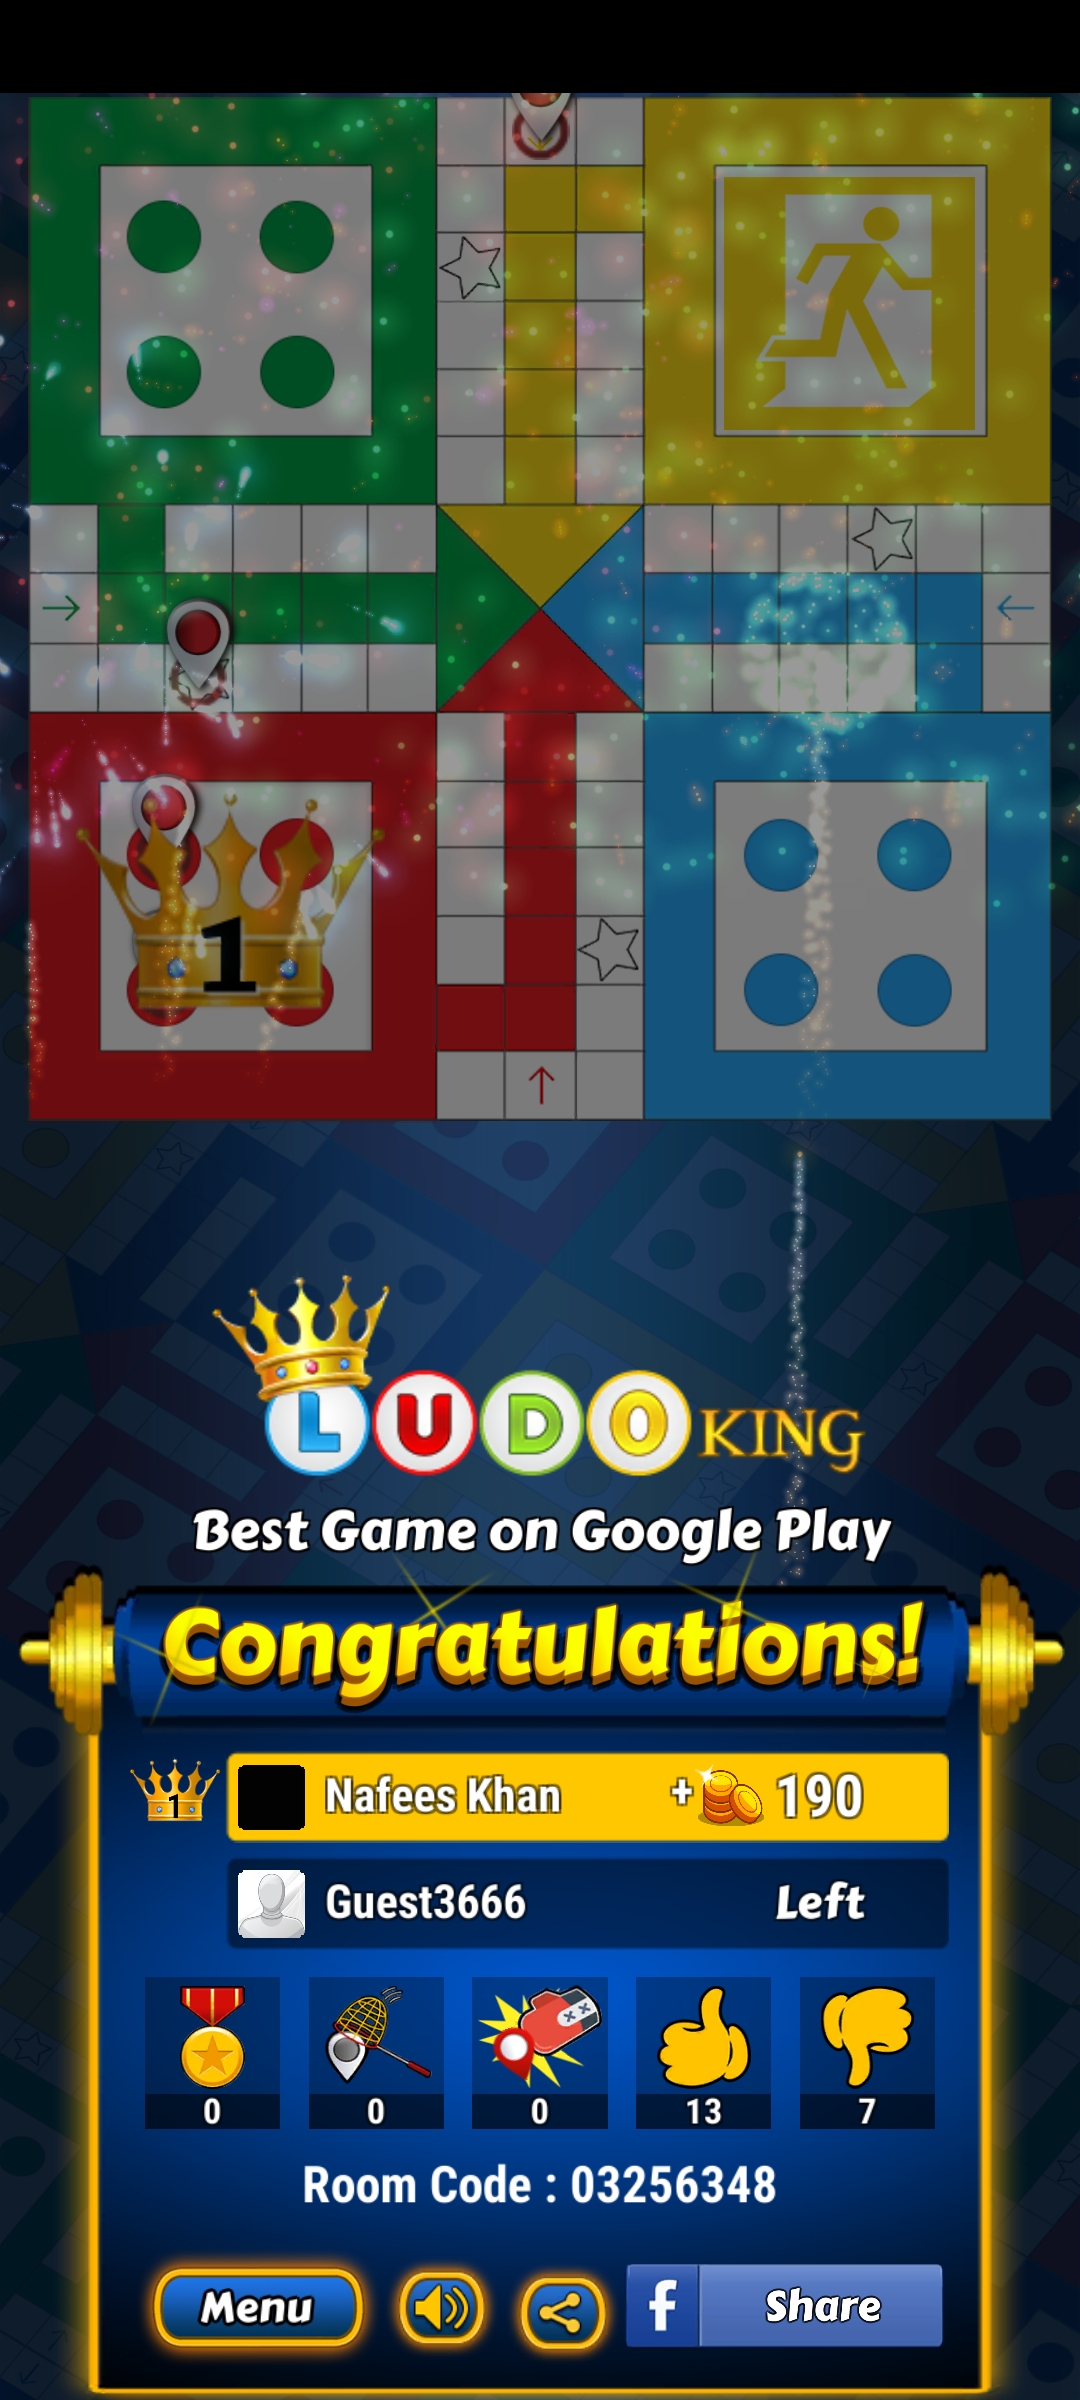 1
LUDO KING
Best Game on Google Play
Congratulations!
1 Nafees Khan + 190
Guest3666 Left
0 0 0 13 7
Room Code : 03256348
Menu f Share